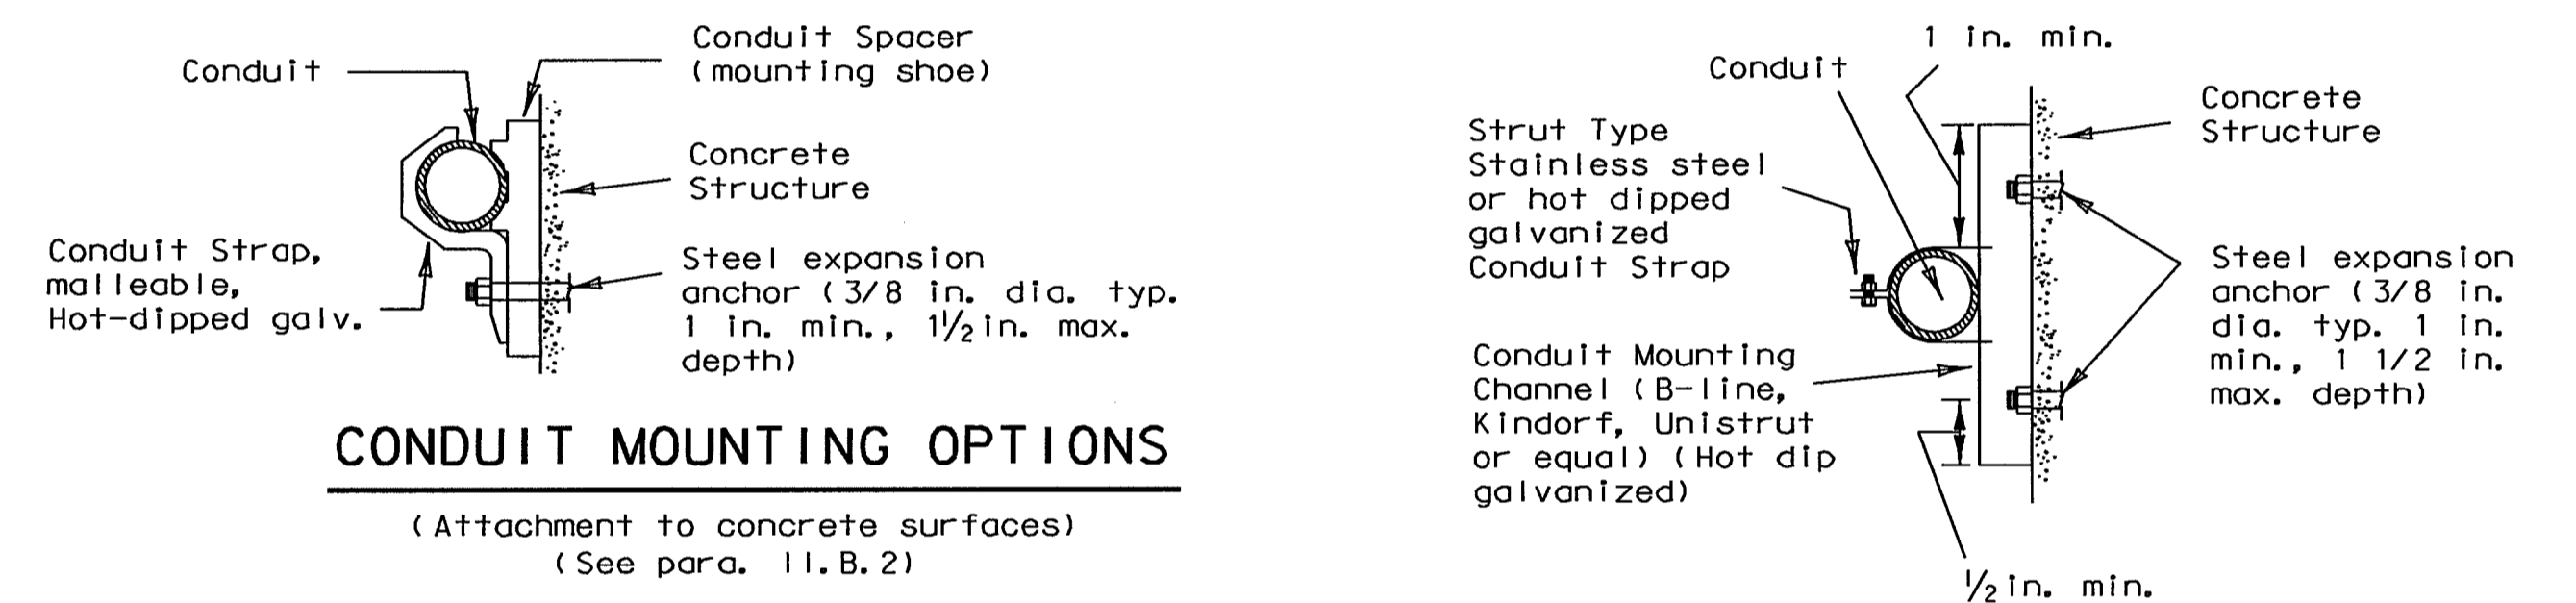 Conduit
Conduit Spacer
(mounting shoe)
Concrete
Structure
Conduit Strap,
malleable,
Hot-dipped galv.
Steel expansion
anchor (3/8 in. dia. typ.
1 in. min., 1½in. max.
depth)
CONDUIT MOUNTING OPTIONS
(Attachment to concrete surfaces)
(See para. II.B.2)
1 in. min.
Conduit
Concrete
Structure
Strut Type
Stainless steel
or hot dipped
galvanized
Conduit Strap
Steel expansion
anchor (3/8 in.
dia. typ. 1 in.
min., 1 1/2 in.
max. depth)
Conduit Mounting
Channel (B-line,
Kindorf, Unistrut
or equal) (Hot dip
galvanized)
½in. min.